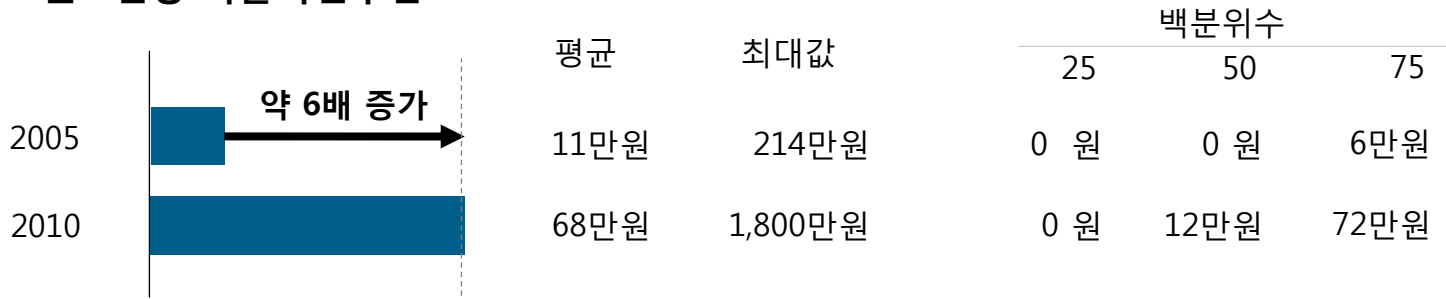 백분위수
평균 최대값 25 50 75
약 6배 증가
2005 11만원 214만원 0 원 0 원 6만원
2010 68만원 1,800만원 0 원 12만원 72만원